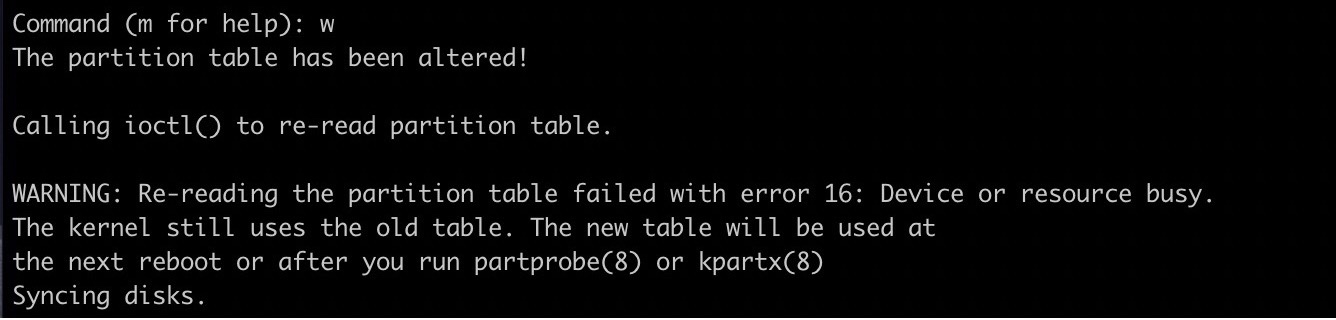 Command (m for help): w
The partition table has been altered!
Calling ioctl() to re-read partition table.
WARNING: Re-reading the partition table failed with error 16: Device or resource busy.
The kernel still uses the old table. The new table will be used at
the next reboot or after you run partprobe(8) or kpartx(8)
Syncing disks.